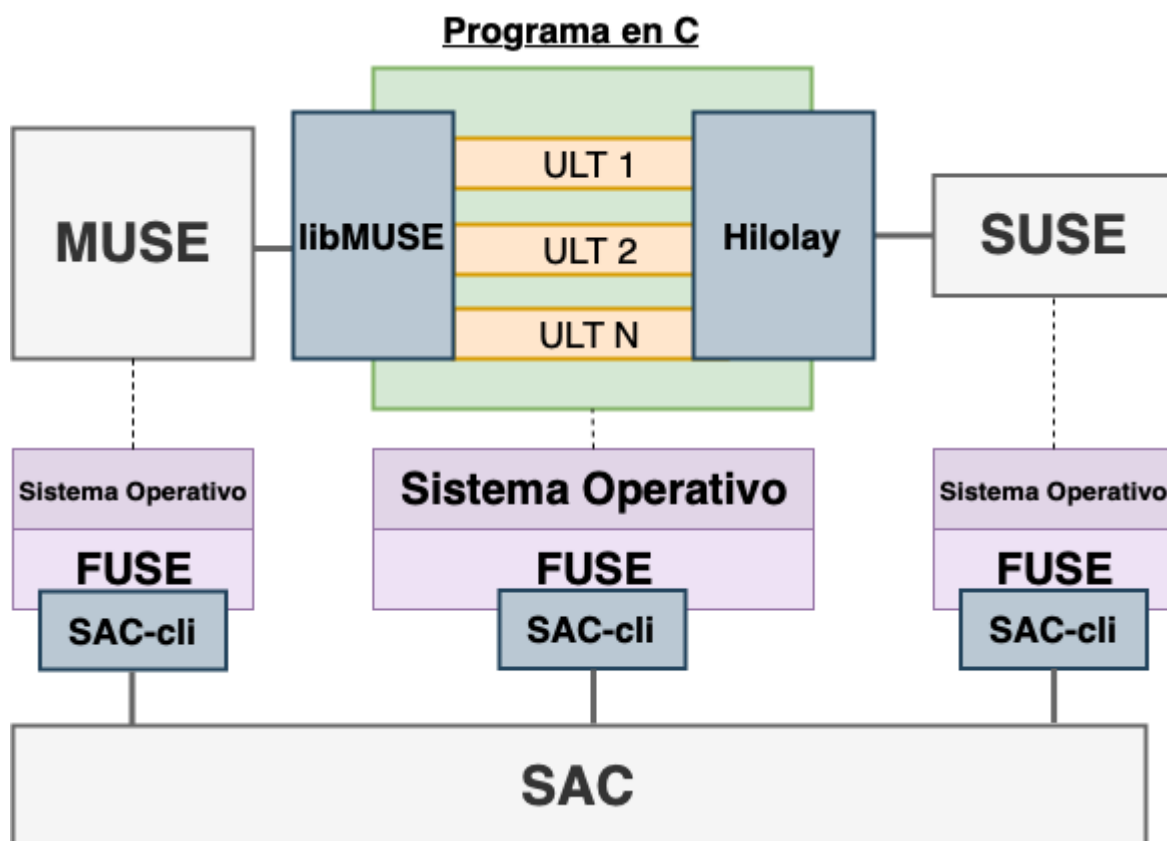 Programa en C
MUSE
libMUSE
ULT 1
ULT 2
ULT N
Hilolay
SUSE
Sistema Operativo
FUSE
SAC-cli
Sistema Operativo
FUSE
SAC-cli
Sistema Operativo
FUSE
SAC-cli
SAC